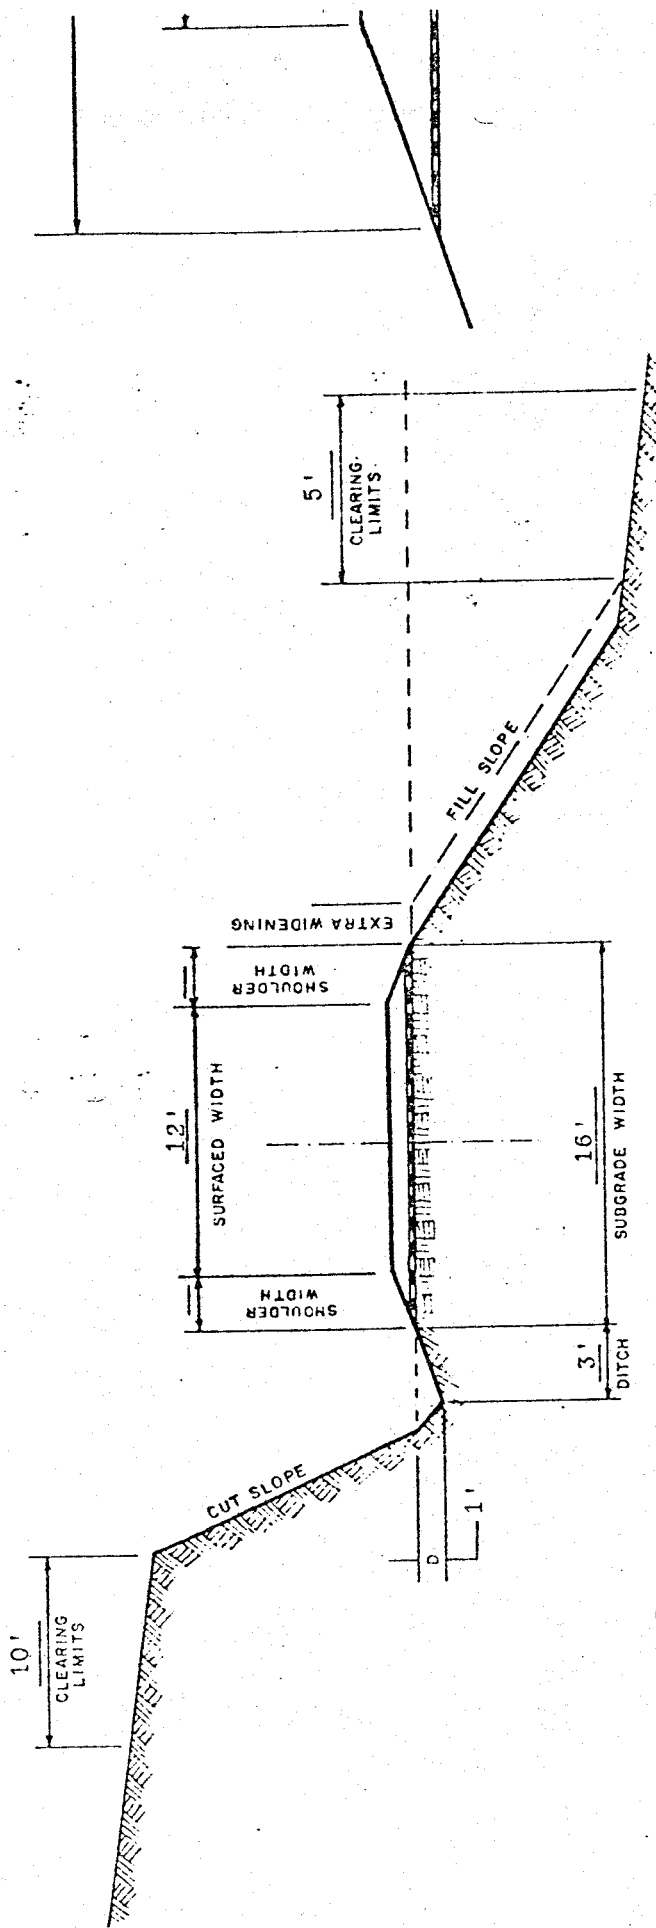 10'
CLEARING
LIMITS
CUT SLOPE
1'
D
3'
DITCH
SHOULDER
WIDTH
12'
SURFACED WIDTH
16'
SUBGRADE WIDTH
SHOULDER
WIDTH
EXTRA WIDENING
FILL SLOPE
5'
CLEARING
LIMITS